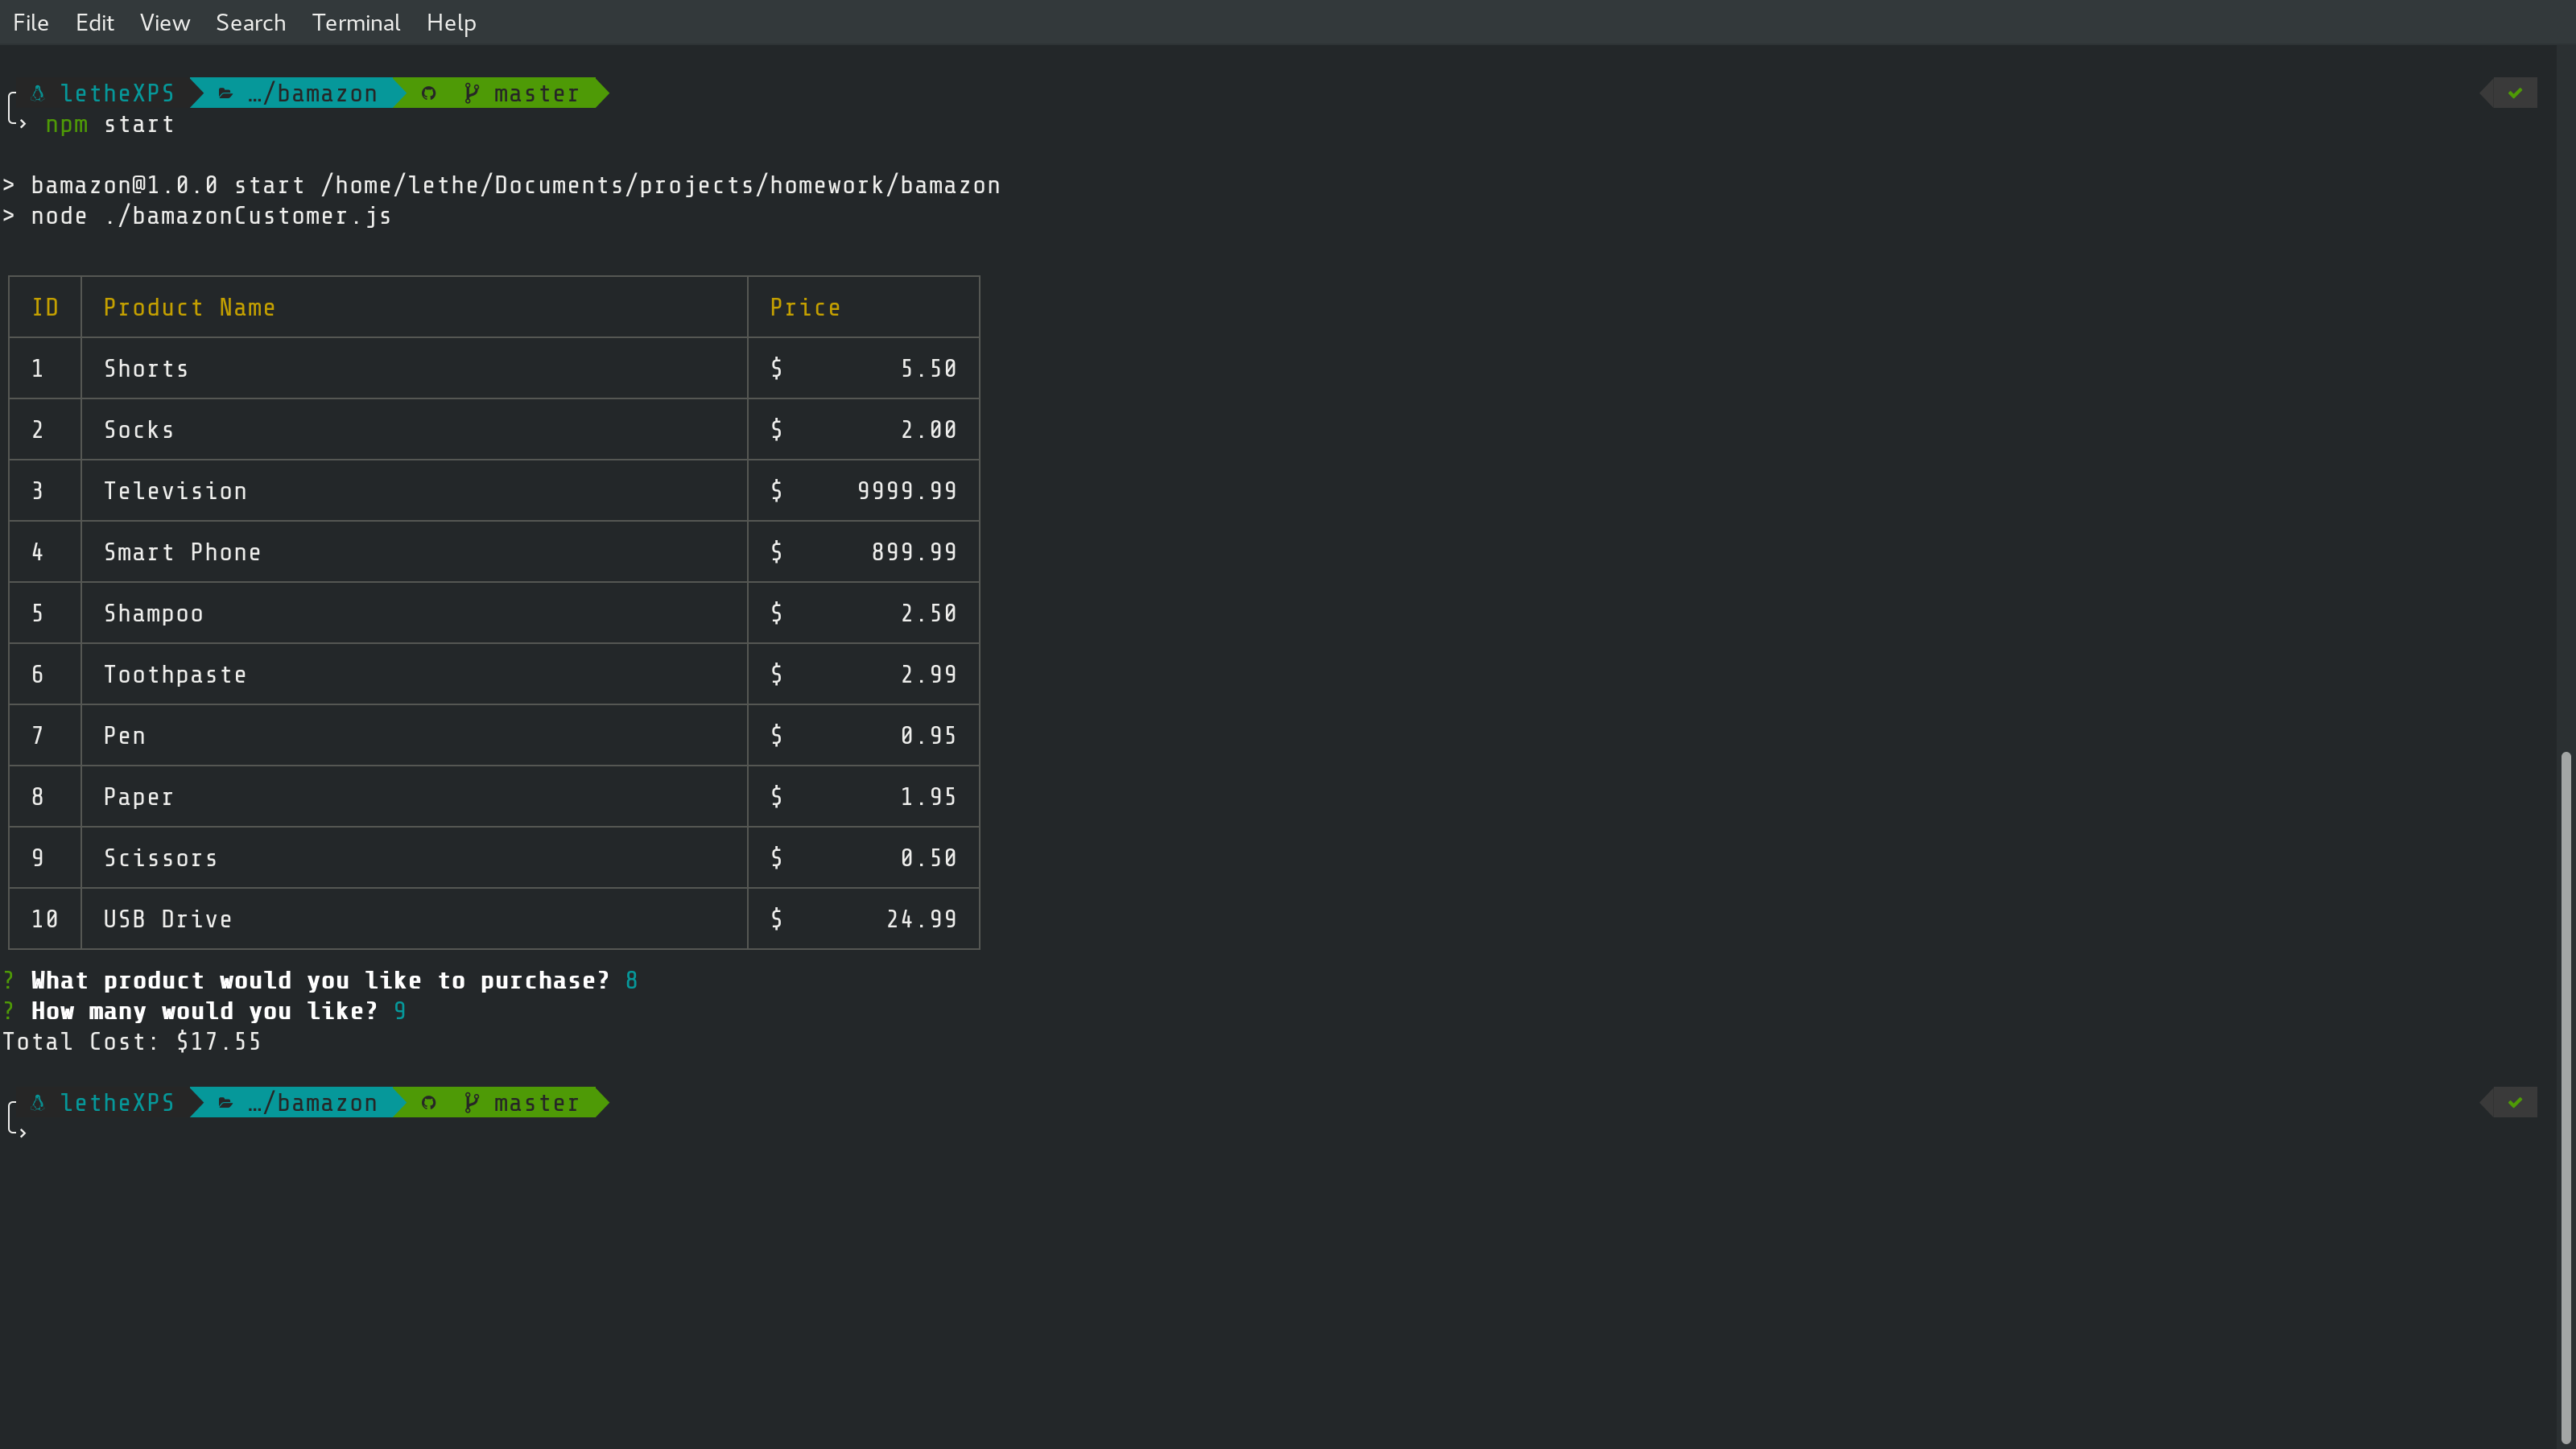 File Edit View Search Terminal Help
letheXPS …/bamazon master
npm start
> bamazon@1.0.0 start /home/lethe/Documents/projects/homework/bamazon
> node ./bamazonCustomer.js
ID Product Name Price
1 Shorts $ 5.50
2 Socks $ 2.00
3 Television $ 9999.99
4 Smart Phone $ 899.99
5 Shampoo $ 2.50
6 Toothpaste $ 2.99
7 Pen $ 0.95
8 Paper $ 1.95
9 Scissors $ 0.50
10 USB Drive $ 24.99
? What product would you like to purchase? 8
? How many would you like? 9
Total Cost: $17.55
letheXPS …/bamazon master